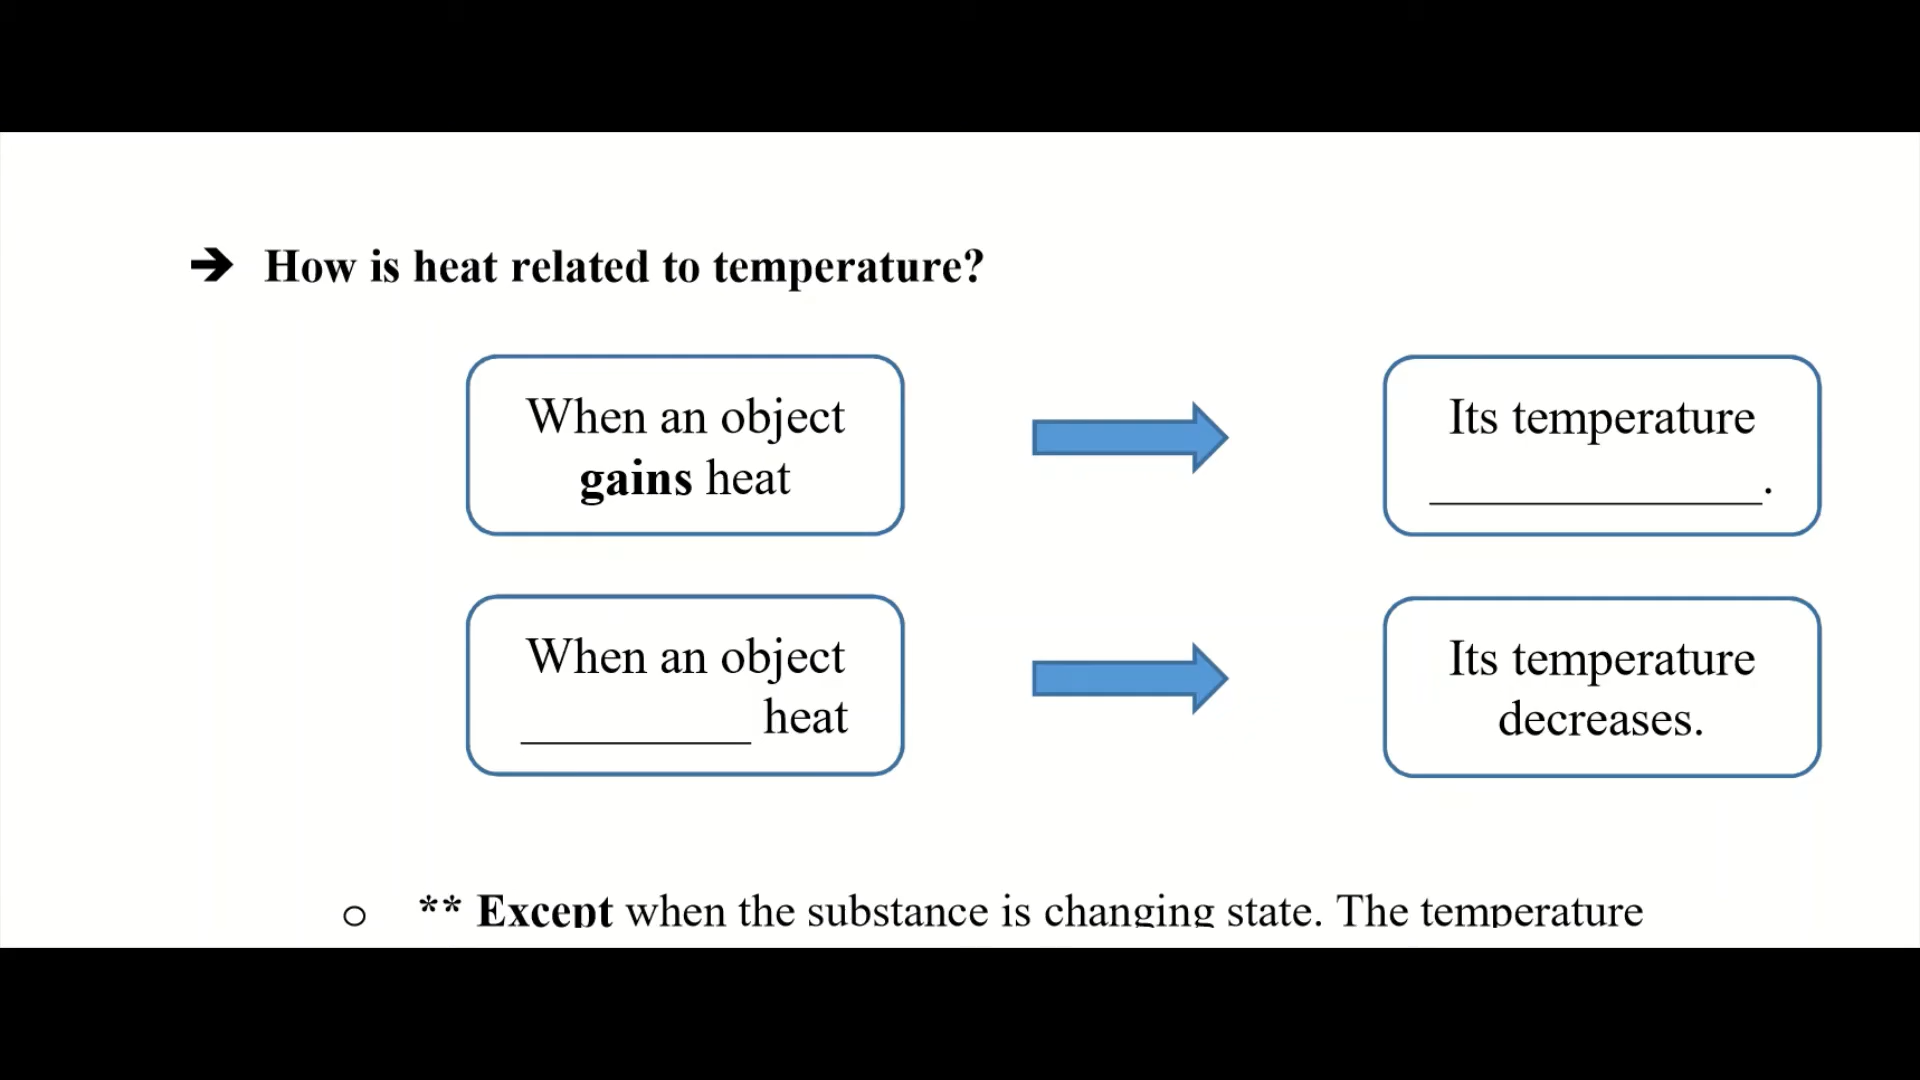 ➔ How is heat related to temperature?
When an object
gains heat
Its temperature
______________.
When an object
__________ heat
Its temperature
decreases.
o ** Except when the substance is changing state. The temperature